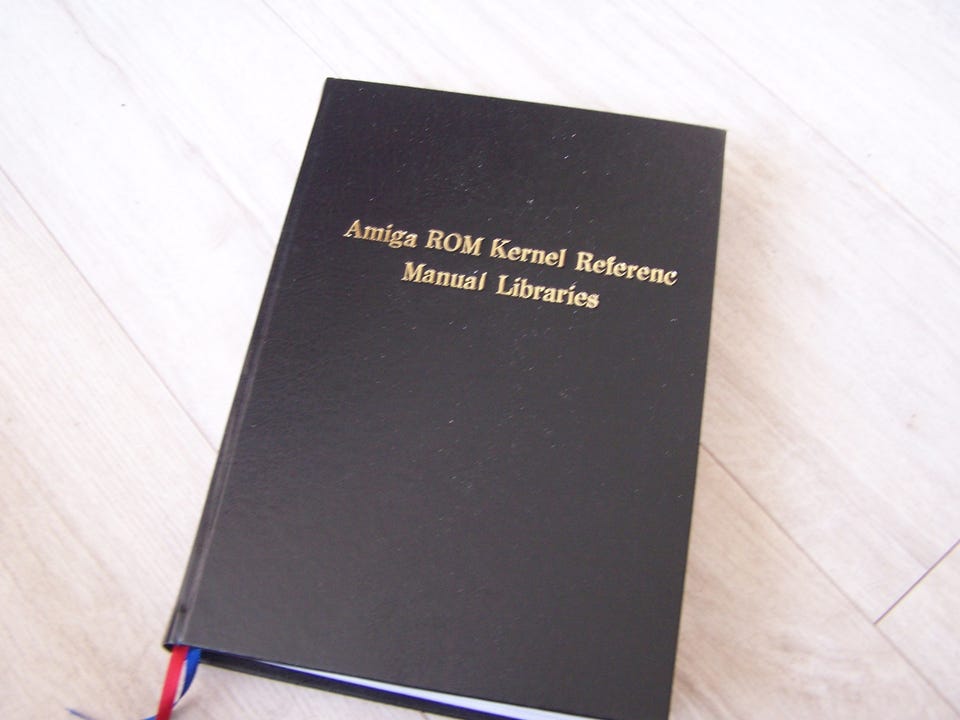 Amiga ROM Kernel Referenc
Manual Libraries